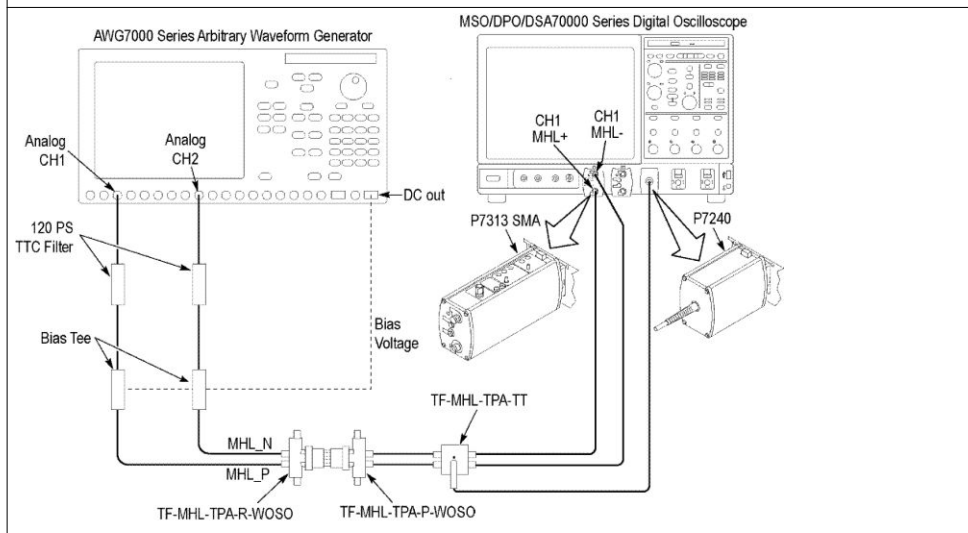 MSO/DPO/DSA70000 Series Digital Oscilloscope
AWG7000 Series Arbitrary Waveform Generator
Analog
CH1
Analog
CH2
DC out
CH1
MHL+
CH1
MHL-
120 PS
TTC Filter
P7313 SMA
P7240
Bias Tee
Bias
Voltage
TF-MHL-TPA-TT
MHL_N
MHL_P
TF-MHL-TPA-R-WOSO
TF-MHL-TPA-P-WOSO